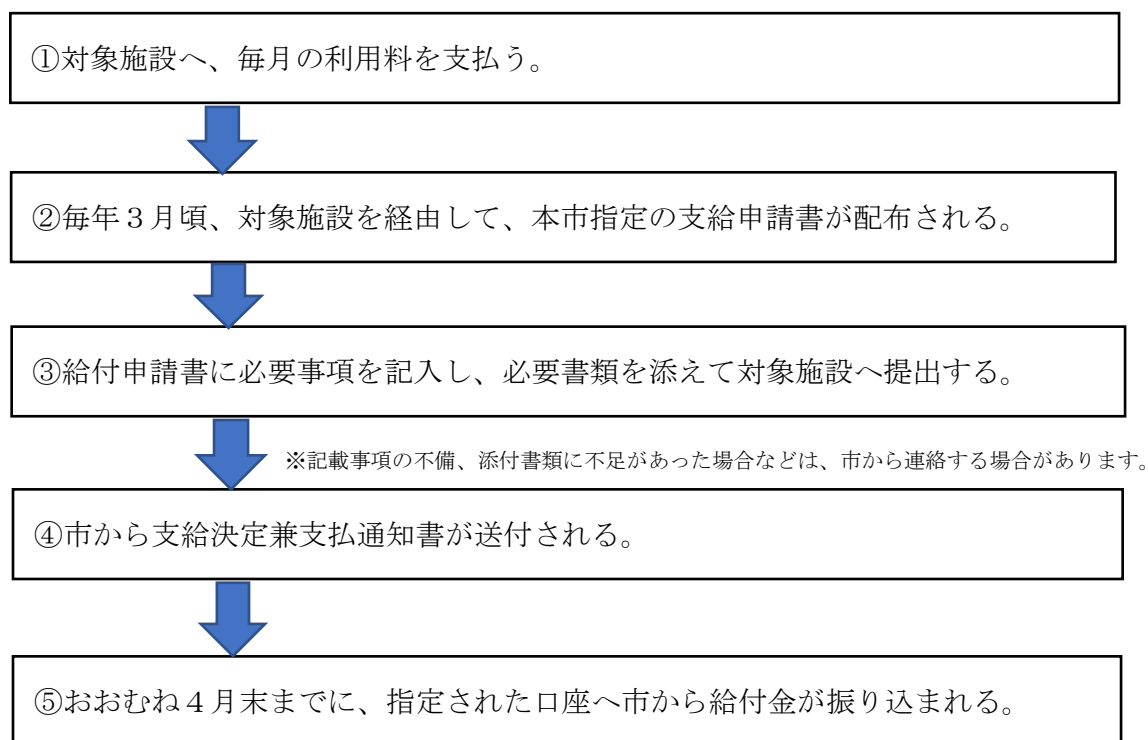 ①対象施設へ、毎月の利用料を支払う。
②毎年３月頃、対象施設を経由して、本市指定の支給申請書が配布される。
③給付申請書に必要事項を記入し、必要書類を添えて対象施設へ提出する。
※記載事項の不備、添付書類に不足があった場合などは、市から連絡する場合があります。
④市から支給決定兼支払通知書が送付される。
⑤おおむね４月末までに、指定された口座へ市から給付金が振り込まれる。